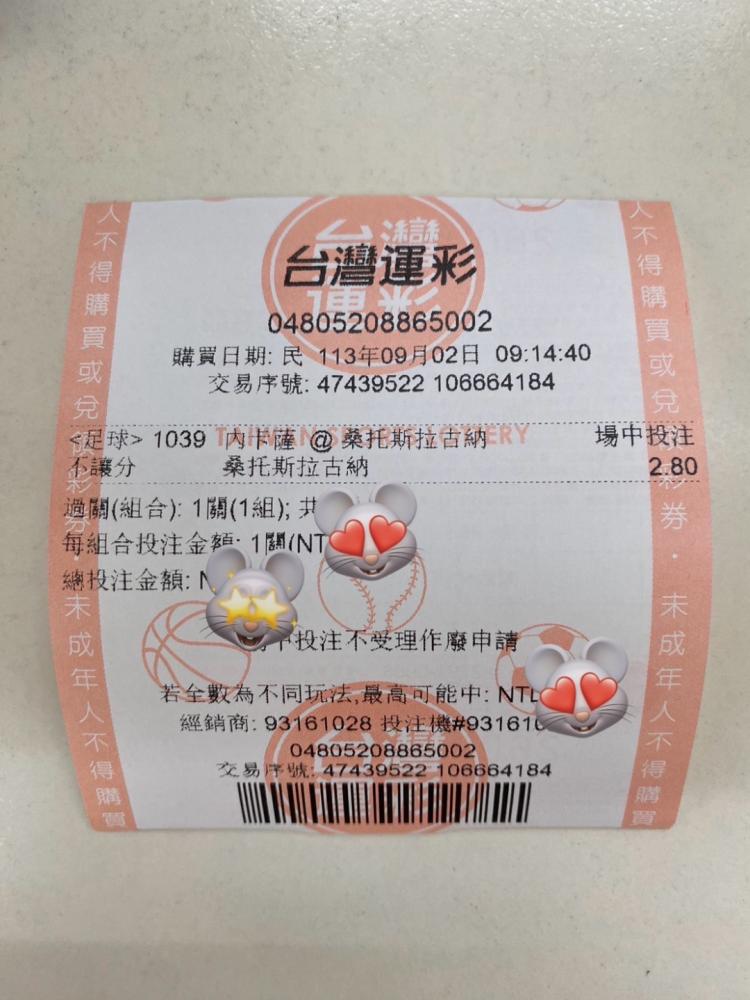 台灣運彩
04805208865002
購買日期: 民 113年09月02日 09:14:40
交易序號: 47439522 106664184
TAIWAN SPORTS LOTTERY
<足球> 1039 內卡薩 @ 桑托斯拉古納 場中投注
不讓分 桑托斯拉古納 2.80
過關(組合): 1關(1組); 共
每組合投注金額: 1關(NT
總投注金額: N
中投注不受理作廢申請
若全數為不同玩法,最高可能中: NTD
經銷商: 93161028 投注機#931610
04805208865002
交易序號: 47439522 106664184
人不得購買或兌領彩券・未成年人不得購買
人不得購買或兌領彩券・未成年人不得購買